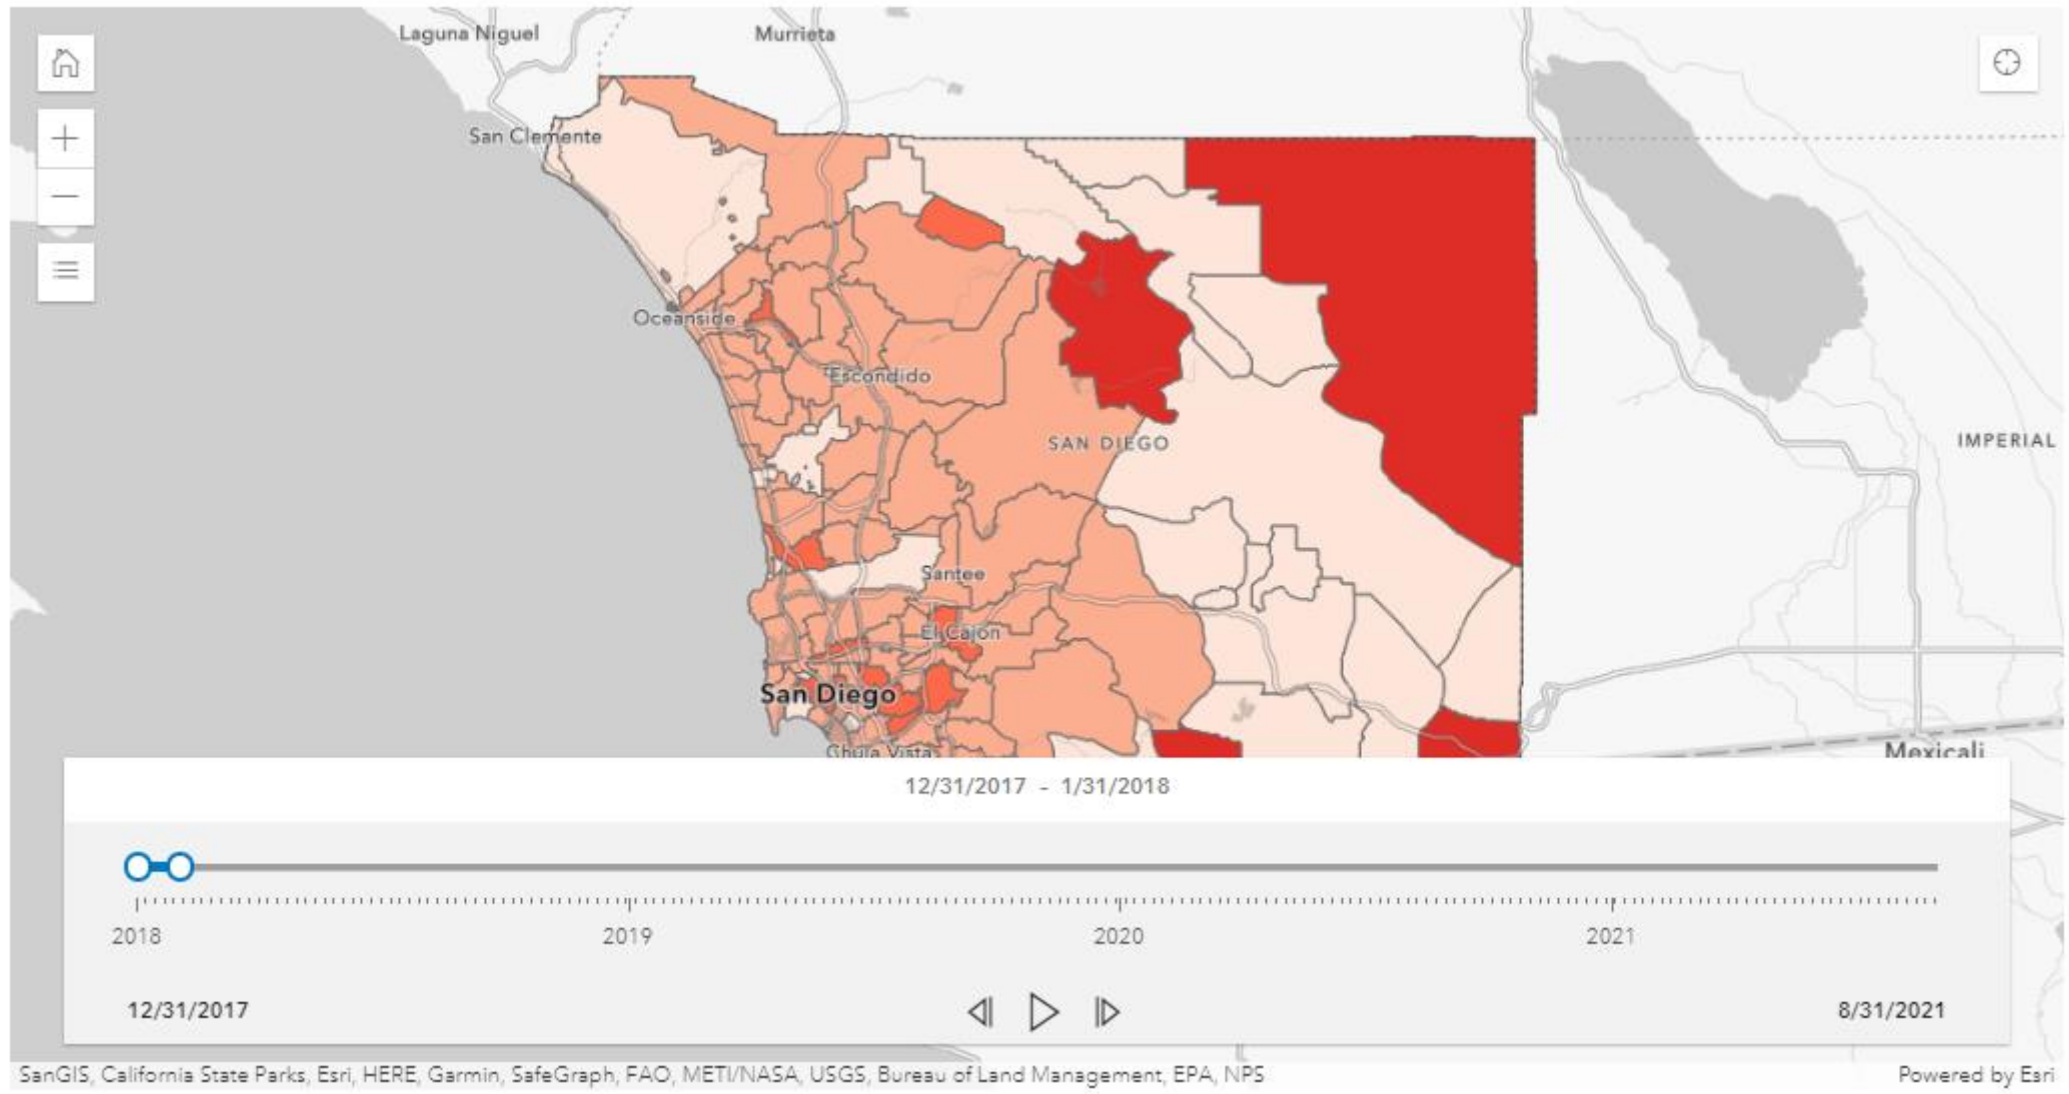 Laguna Niguel
Murrieta
San Clemente
Oceanside
Escondido
SAN DIEGO
IMPERIAL
Santee
El Cajon
San Diego
Chula Vista
Mexicali
12/31/2017 - 1/31/2018
2018 2019 2020 2021
12/31/2017 8/31/2021
SanGIS, California State Parks, Esri, HERE, Garmin, SafeGraph, FAO, METI/NASA, USGS, Bureau of Land Management, EPA, NPS Powered by Esri